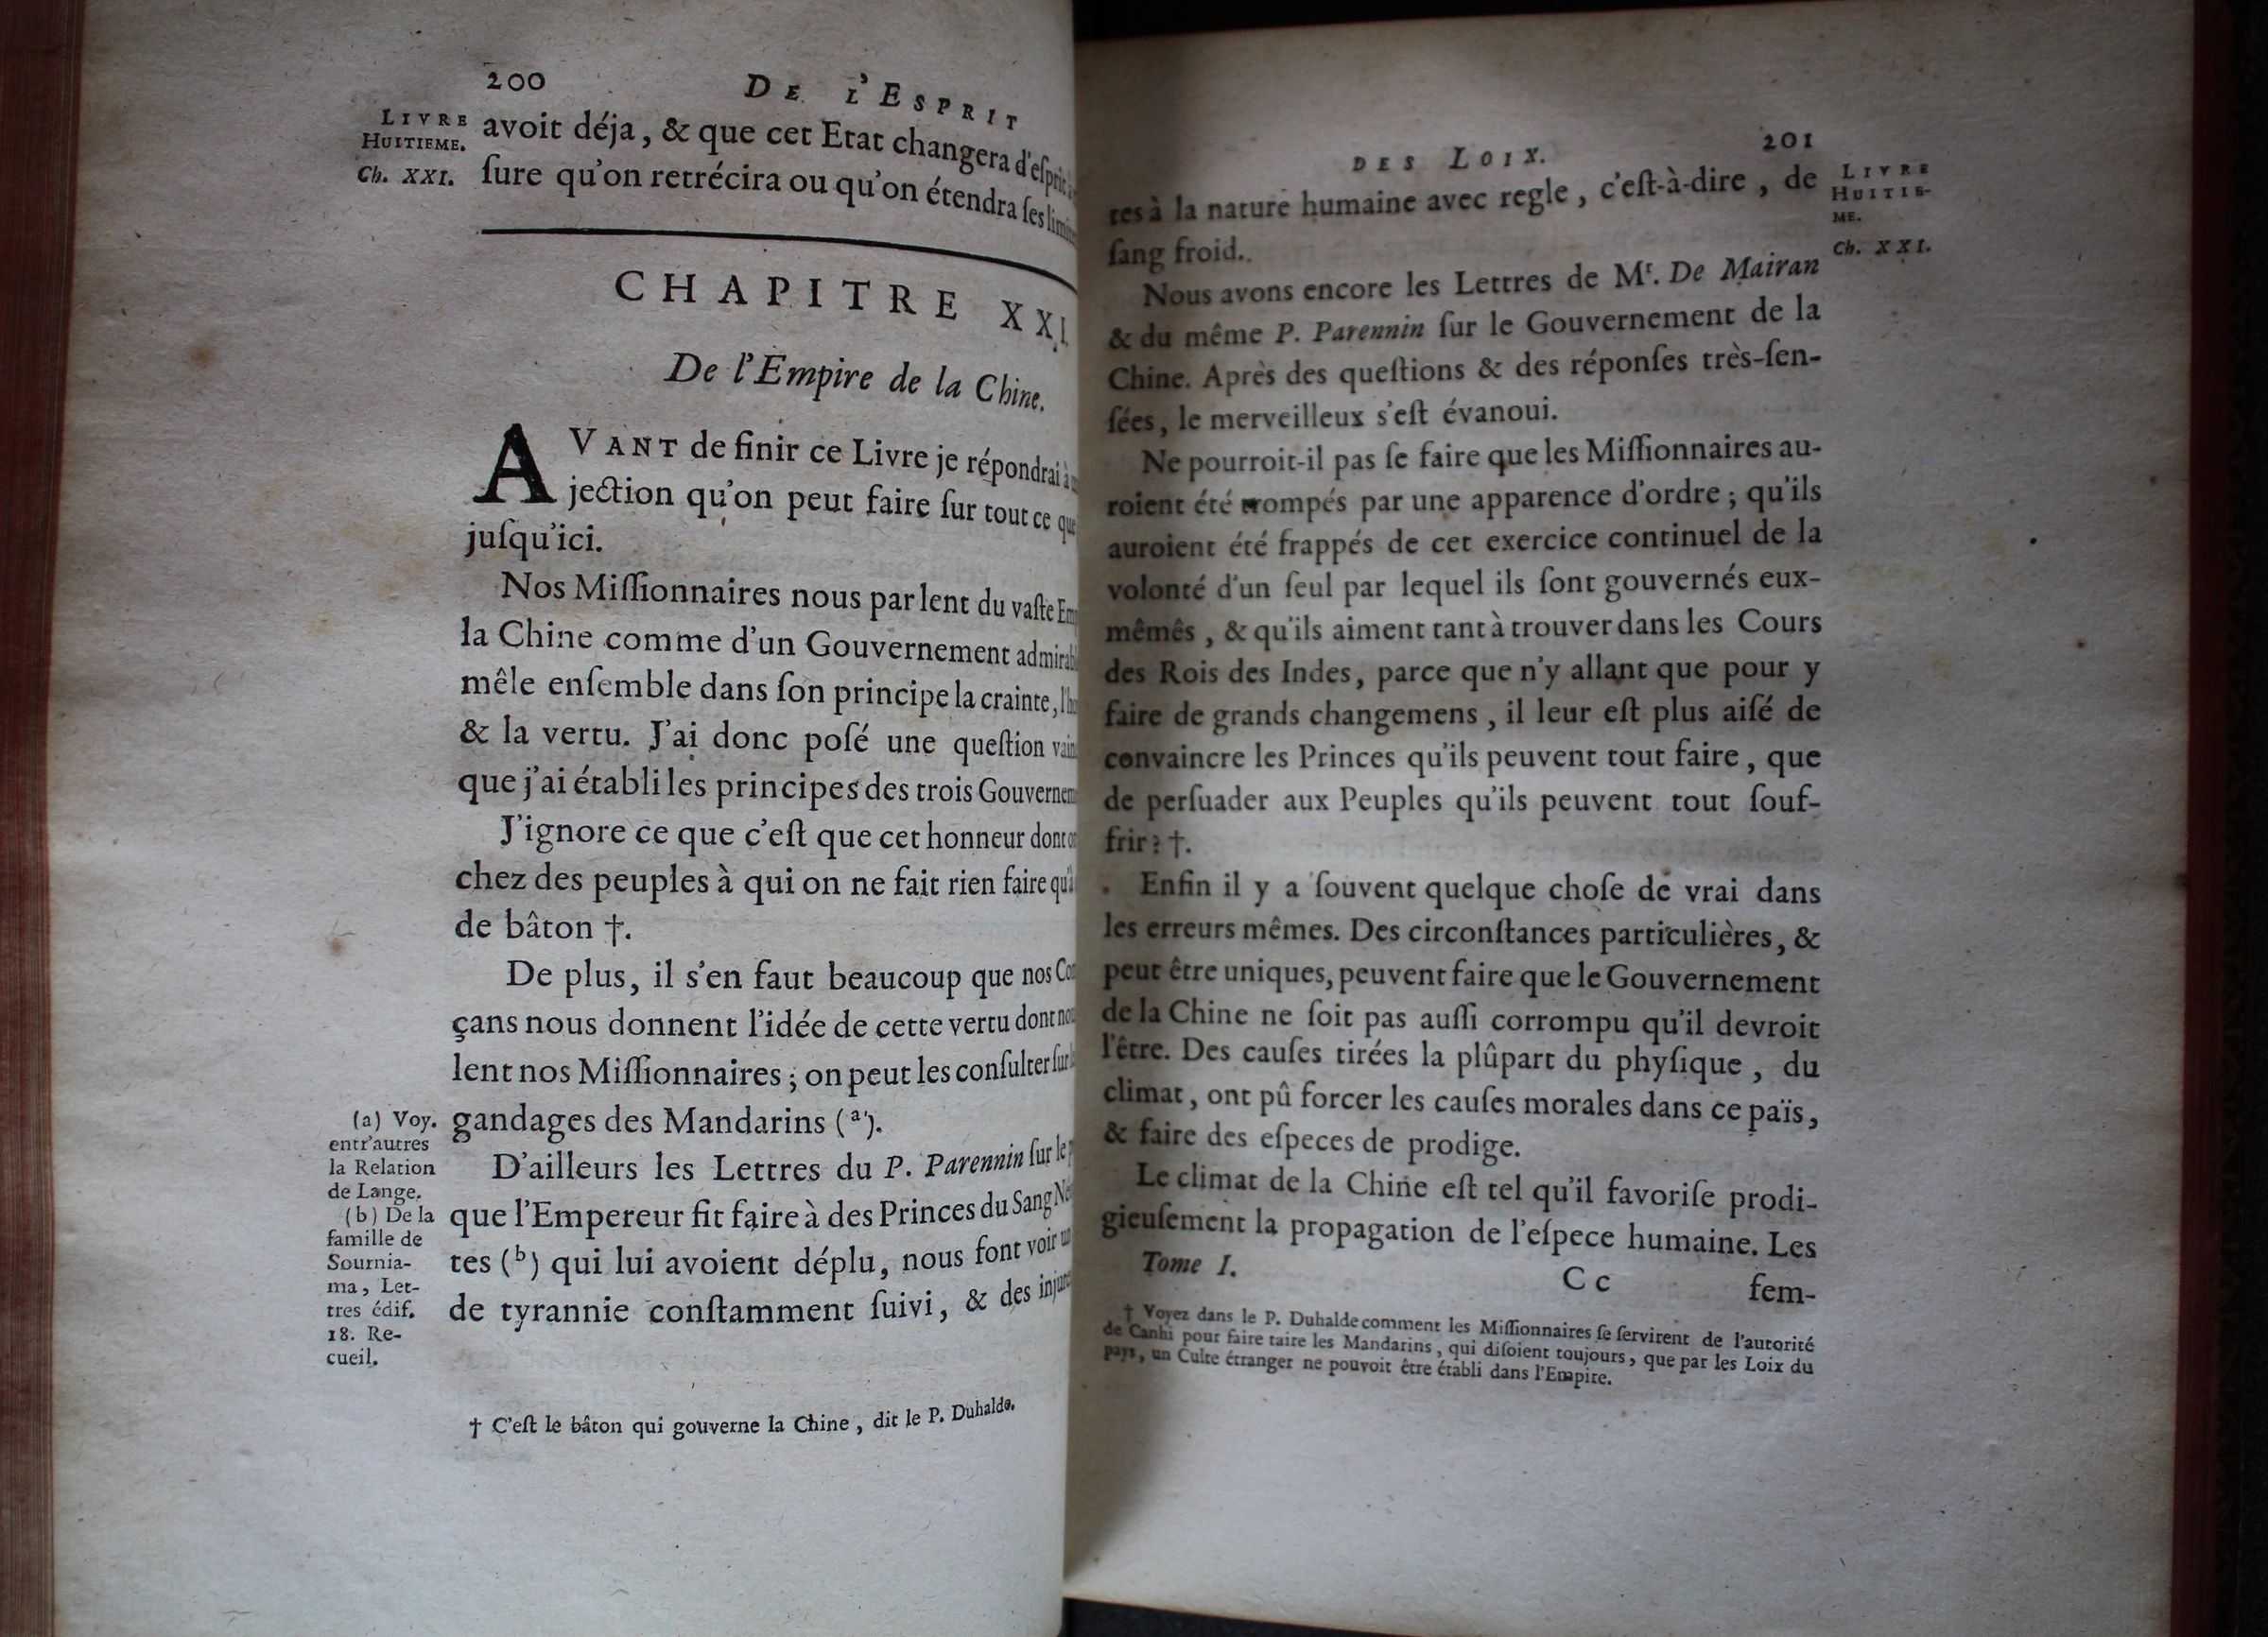 200 DE L'ESPRIT
LIVRE
HUITIEME.
Ch. XXI.
avoit déja, & que cet Etat changera d'eſprit
ſure qu'on retrécira ou qu'on étendra ſes
CHAPITRE XXI.
De l'Empire de la Chine.
AVANT de finir ce Livre je répondrai à
jection qu'on peut faire ſur tout ce que
juſqu'ici.
Nos Miſſionnaires nous parlent du vaſte
la Chine comme d'un Gouvernement
mêle enſemble dans ſon principe la crainte,
& la vertu. J'ai donc poſé une queſtion
que j'ai établi les principes des trois
J'ignore ce que c'eſt que cet honneur dont
chez des peuples à qui on ne fait rien faire
de bâton †.
De plus, il s'en faut beaucoup que nos
çans nous donnent l'idée de cette vertu dont
lent nos Miſſionnaires; on peut les conſulter ſur
gandages des Mandarins (a).
D'ailleurs les Lettres du P. Parennin ſur le
que l'Empereur fit faire à des Princes du Sang
tes (b) qui lui avoient déplu, nous font voir
de tyrannie conſtamment ſuivi, & des
(a) Voy.
entr'autres
la Relation
de Lange.
(b) De la
famille de
Sournia-
ma, Let-
tres édif.
18. Re-
cueil.
† C'eſt le bâton qui gouverne la Chine, dit le P. Duhalde.
DES LOIX. 201
LIVRE
HUITIE-
ME.
Ch. XXI.
res à la nature humaine avec regle, c'eſt-à-dire, de
ſang froid.
Nous avons encore les Lettres de Mr. De Mairan
& du même P. Parennin ſur le Gouvernement de la
Chine. Après des queſtions & des réponſes très-ſen-
ſées, le merveilleux s'eſt évanoui.
Ne pourroit-il pas ſe faire que les Miſſionnaires au-
roient été trompés par une apparence d'ordre; qu'ils
auroient été frappés de cet exercice continuel de la
volonté d'un ſeul par lequel ils ſont gouvernés eux-
mêmês, & qu'ils aiment tant à trouver dans les Cours
des Rois des Indes, parce que n'y allant que pour y
faire de grands changemens, il leur eſt plus aiſé de
convaincre les Princes qu'ils peuvent tout faire, que
de perſuader aux Peuples qu'ils peuvent tout ſouf-
frir? †.
Enfin il y a ſouvent quelque choſe de vrai dans
les erreurs mêmes. Des circonſtances particulières, &
peut être uniques, peuvent faire que le Gouvernement
de la Chine ne ſoit pas auſſi corrompu qu'il devroit
l'être. Des cauſes tirées la plûpart du phyſique, du
climat, ont pû forcer les cauſes morales dans ce païs,
& faire des eſpeces de prodige.
Le climat de la Chine eſt tel qu'il favoriſe prodi-
gieuſement la propagation de l'eſpece humaine. Les
Tome I. Cc fem-
† Voyez dans le P. Duhalde comment les Miſſionnaires ſe ſervirent de l'autorité
de Canhi pour faire taire les Mandarins, qui diſoient toujours, que par les Loix du
pays, un Culte étranger ne pouvoit être établi dans l'Empire.